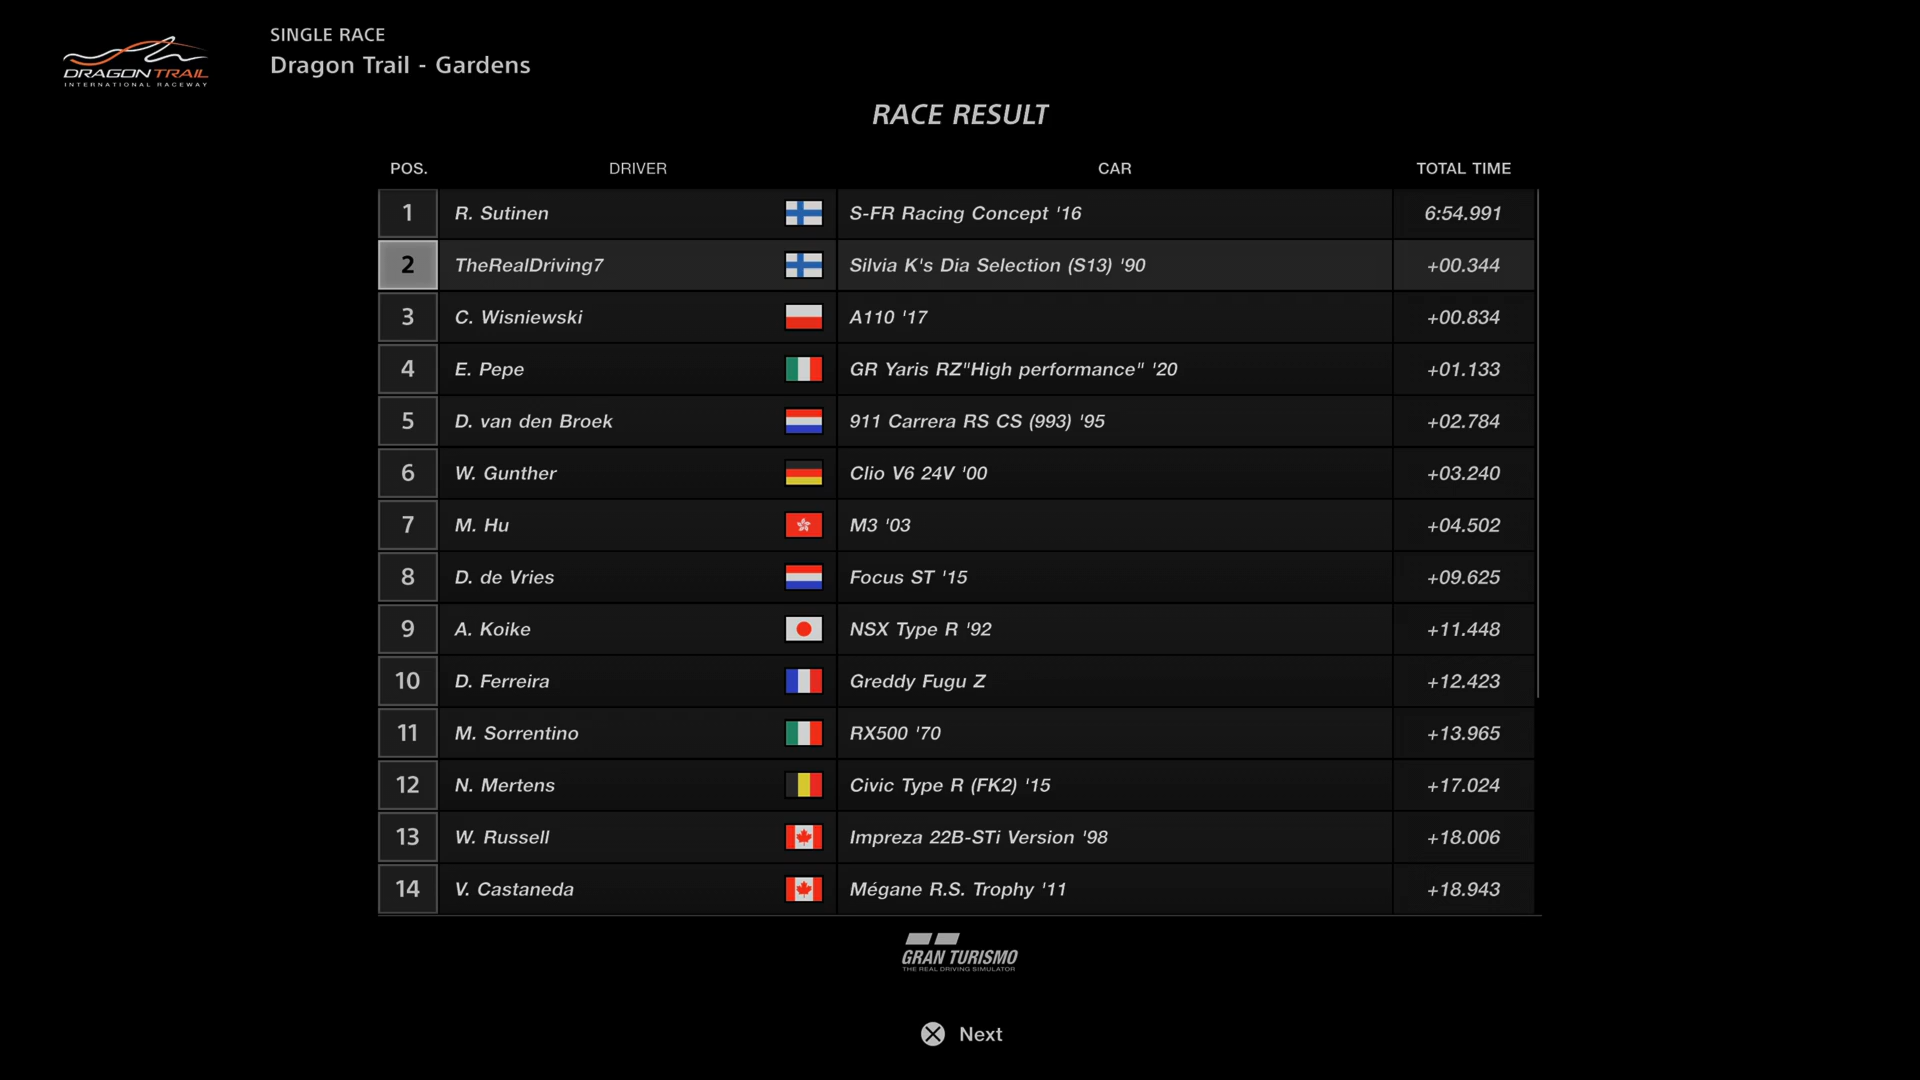 SINGLE RACE
Dragon Trail - Gardens
DRAGON TRAIL
INTERNATIONAL RACEWAY
RACE RESULT
POS. DRIVER CAR TOTAL TIME
1 R. Sutinen S-FR Racing Concept '16 6:54.991
2 TheRealDriving7 Silvia K's Dia Selection (S13) '90 +00.344
3 C. Wisniewski A110 '17 +00.834
4 E. Pepe GR Yaris RZ"High performance" '20 +01.133
5 D. van den Broek 911 Carrera RS CS (993) '95 +02.784
6 W. Gunther Clio V6 24V '00 +03.240
7 M. Hu M3 '03 +04.502
8 D. de Vries Focus ST '15 +09.625
9 A. Koike NSX Type R '92 +11.448
10 D. Ferreira Greddy Fugu Z +12.423
11 M. Sorrentino RX500 '70 +13.965
12 N. Mertens Civic Type R (FK2) '15 +17.024
13 W. Russell Impreza 22B-STi Version '98 +18.006
14 V. Castaneda Mégane R.S. Trophy '11 +18.943
GRAN TURISMO
THE REAL DRIVING SIMULATOR
Next